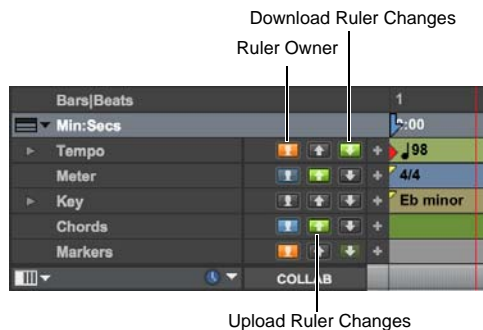 Download Ruler Changes
Ruler Owner
Bars|Beats 1
Min:Secs 0:00
Tempo + 98
Meter + 4/4
Key + Eb minor
Chords +
Markers +
COLLAB
Upload Ruler Changes